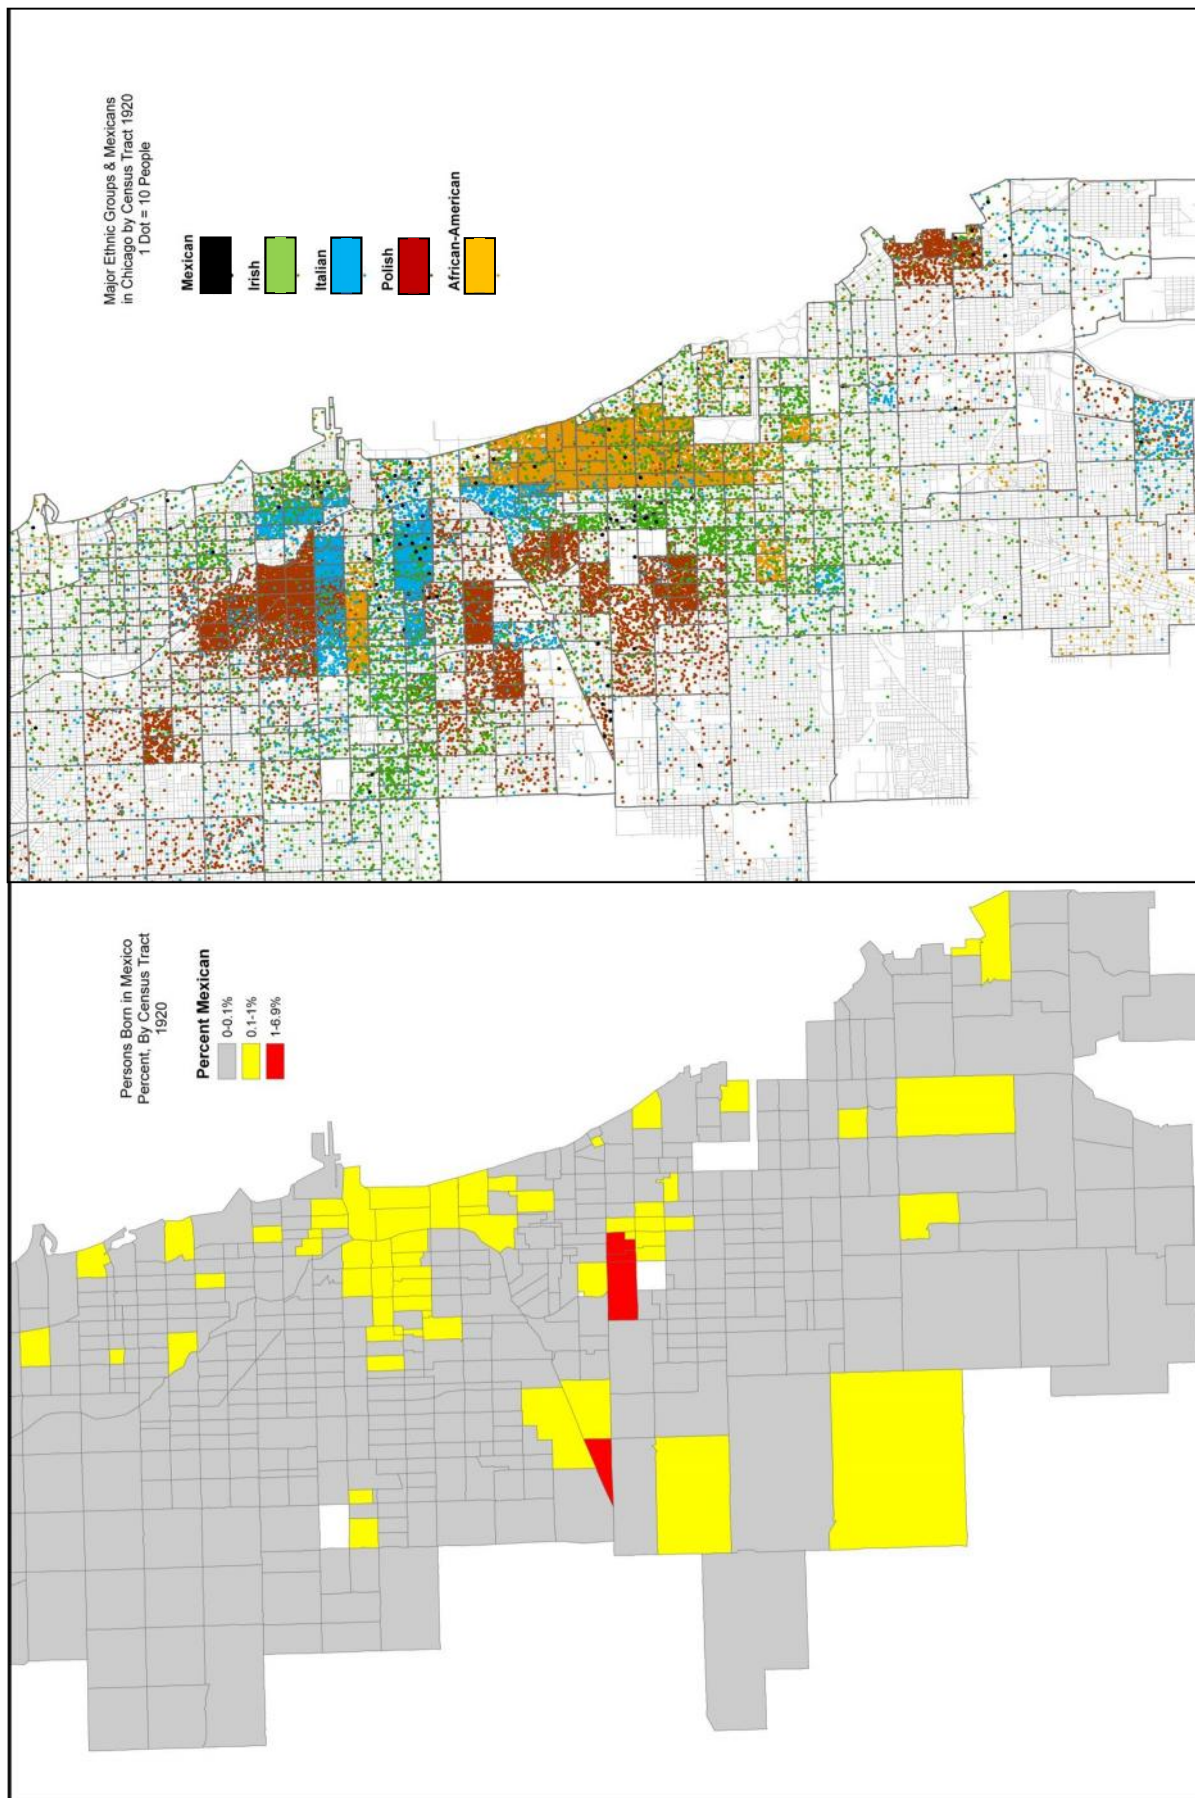 Major Ethnic Groups & Mexicans
in Chicago by Census Tract 1920
1 Dot = 10 People
Mexican
Irish
Italian
Polish
African-American
Persons Born in Mexico
Percent, By Census Tract
1920
Percent Mexican
0-0.1%
0.1-1%
1-6.9%